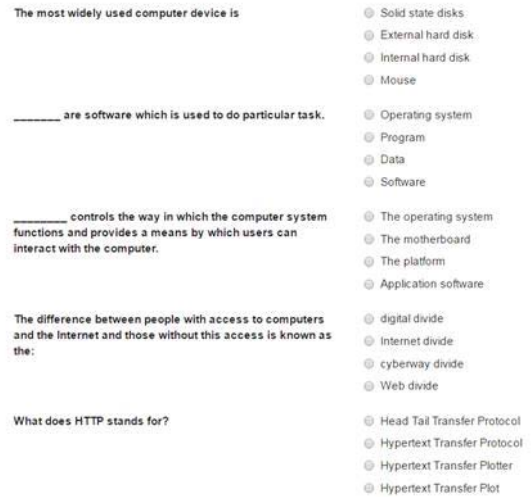 The most widely used computer device is
Solid state disks
External hard disk
Internal hard disk
Mouse
_______ are software which is used to do particular task.
Operating system
Program
Data
Software
________ controls the way in which the computer system
functions and provides a means by which users can
interact with the computer.
The operating system
The motherboard
The platform
Application software
The difference between people with access to computers
and the Internet and those without this access is known as
the:
digital divide
Internet divide
cyberway divide
Web divide
What does HTTP stands for?
Head Tail Transfer Protocol
Hypertext Transfer Protocol
Hypertext Transfer Plotter
Hypertext Transfer Plot